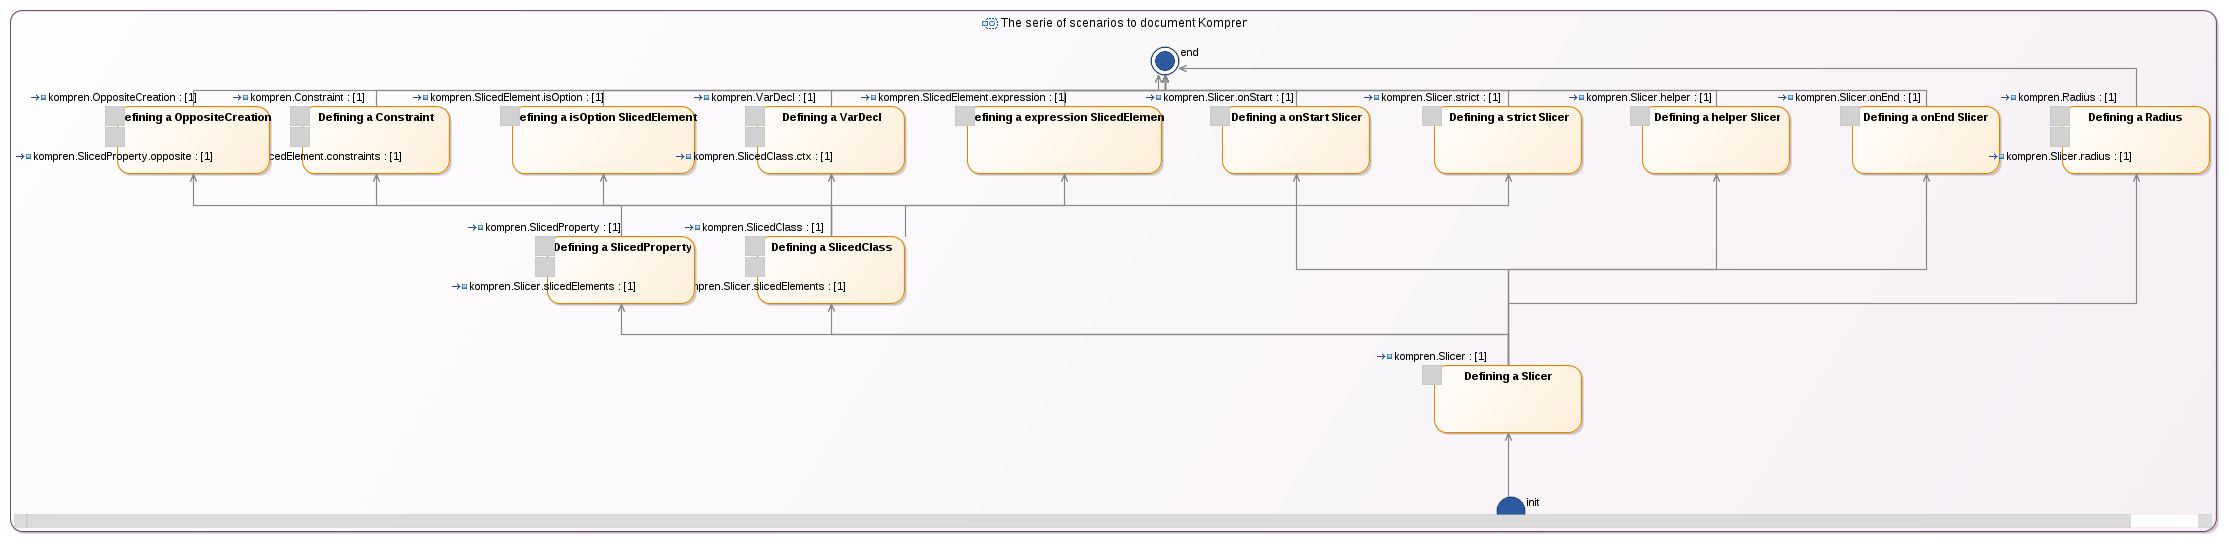 The serie of scenarios to document Kompren
end
kompren.OppositeCreation : [1]
kompren.Constraint : [1]
kompren.SlicedElement.isOption : [1]
kompren.VarDecl : [1]
kompren.SlicedElement.expression : [1]
kompren.Slicer.onStart : [1]
kompren.Slicer.strict : [1]
kompren.Slicer.helper : [1]
kompren.Slicer.onEnd : [1]
kompren.Radius : [1]
efining a OppositeCreation
Defining a Constraint
efining a isOption SlicedElement
Defining a VarDecl
efining a expression SlicedElemen
Defining a onStart Slicer
Defining a strict Slicer
Defining a helper Slicer
Defining a onEnd Slicer
Defining a Radius
kompren.SlicedProperty.opposite : [1]
cedElement.constraints : [1]
kompren.SlicedClass.ctx : [1]
kompren.Slicer.radius : [1]
kompren.SlicedProperty : [1]
kompren.SlicedClass : [1]
Defining a SlicedProperty
Defining a SlicedClass
kompren.Slicer.slicedElements : [1]
pren.Slicer.slicedElements : [1]
kompren.Slicer : [1]
Defining a Slicer
init